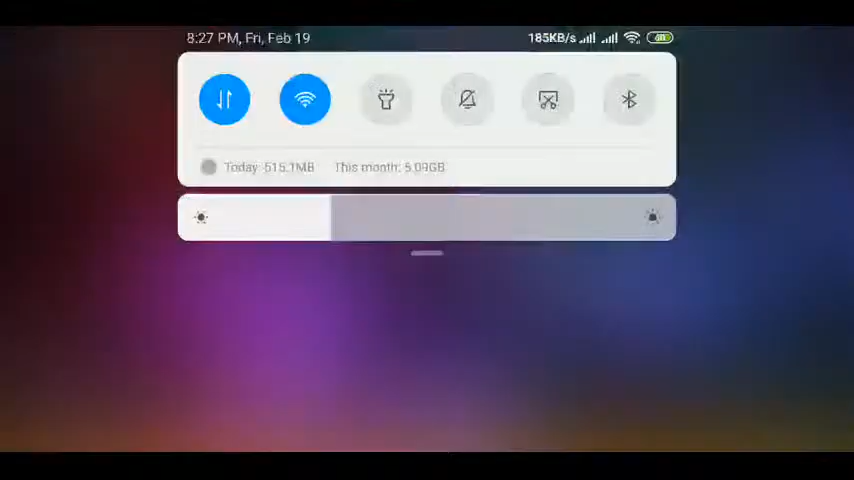 8:27 PM, Fri, Feb 19 185KB/s
Today: 515.1MB This month: 5.09GB